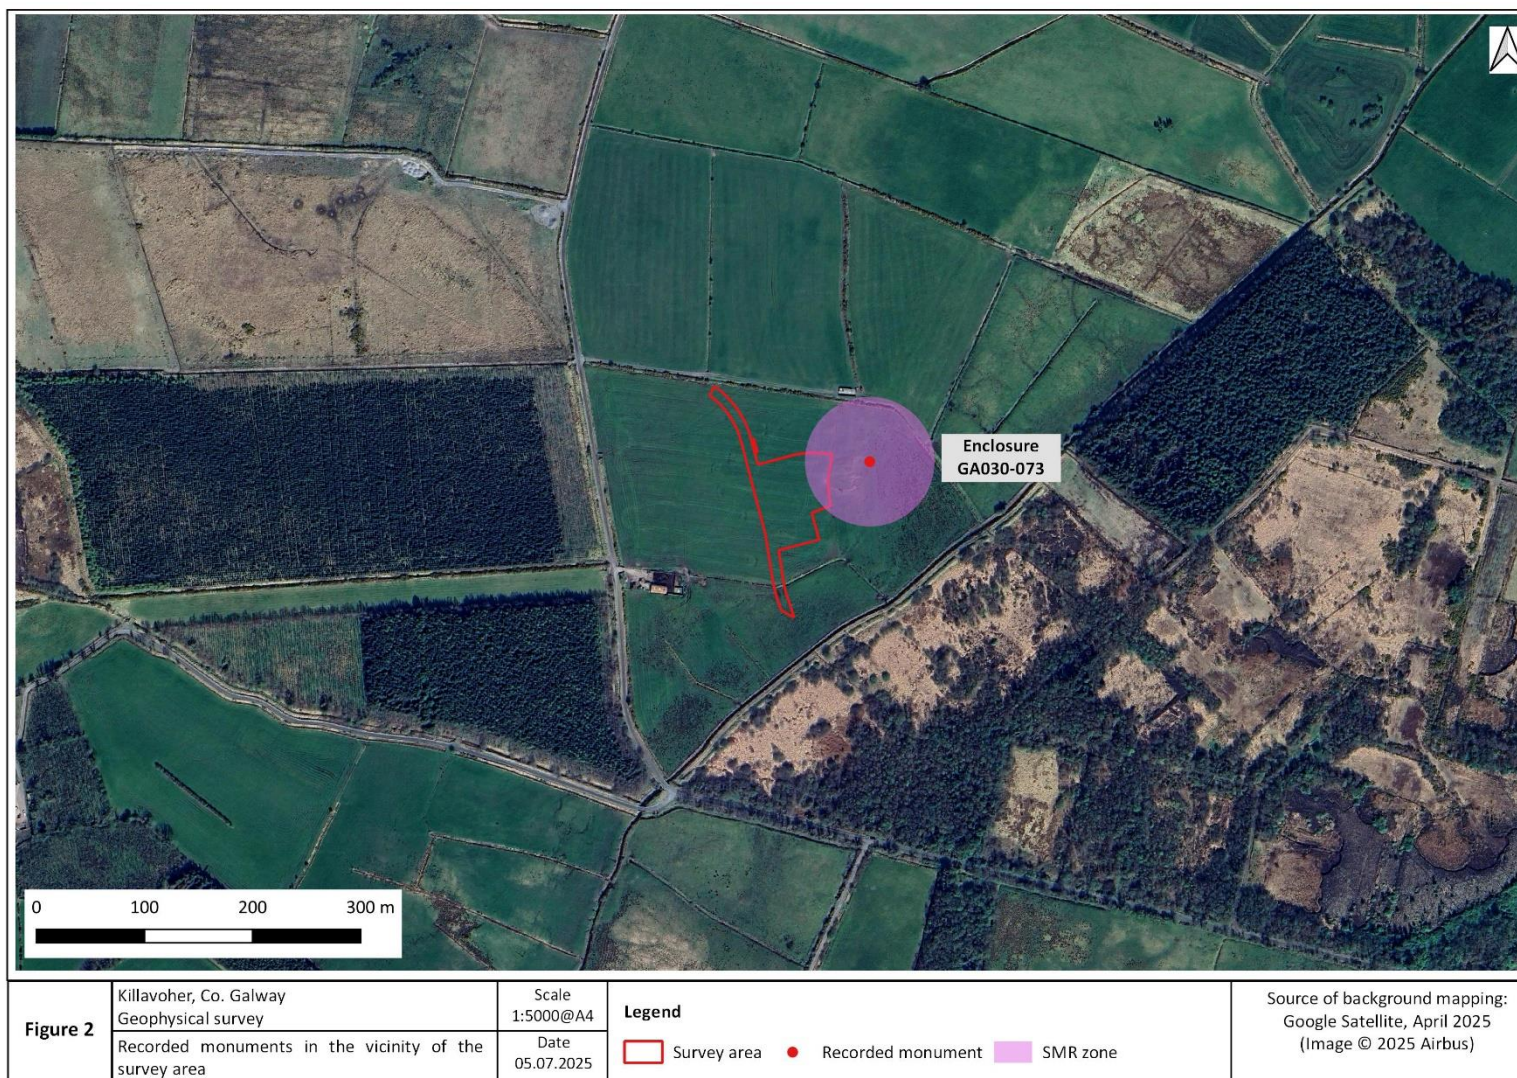 Enclosure
GA030-073
0 100 200 300 m
Figure 2
Killavoher, Co. Galway
Geophysical survey
Recorded monuments in the vicinity of the
survey area
Scale
1:5000@A4
Date
05.07.2025
Legend
Survey area
Recorded monument
SMR zone
Source of background mapping:
Google Satellite, April 2025
(Image © 2025 Airbus)